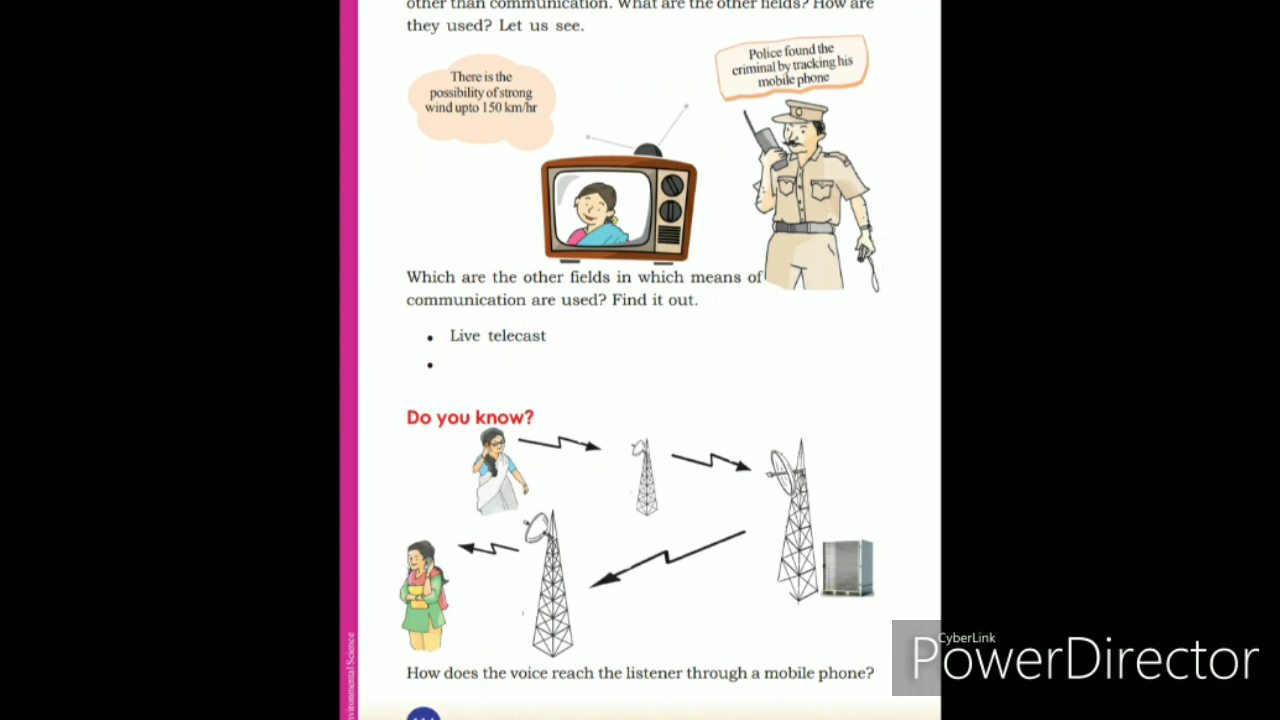 other than communication. What are the other fields? How are
they used? Let us see.
There is the
possibility of strong
wind upto 150 km/hr
Police found the
criminal by tracking his
mobile phone
Which are the other fields in which means of
communication are used? Find it out.
• Live telecast
•
Do you know?
How does the voice reach the listener through a mobile phone?
CyberLink
PowerDirector